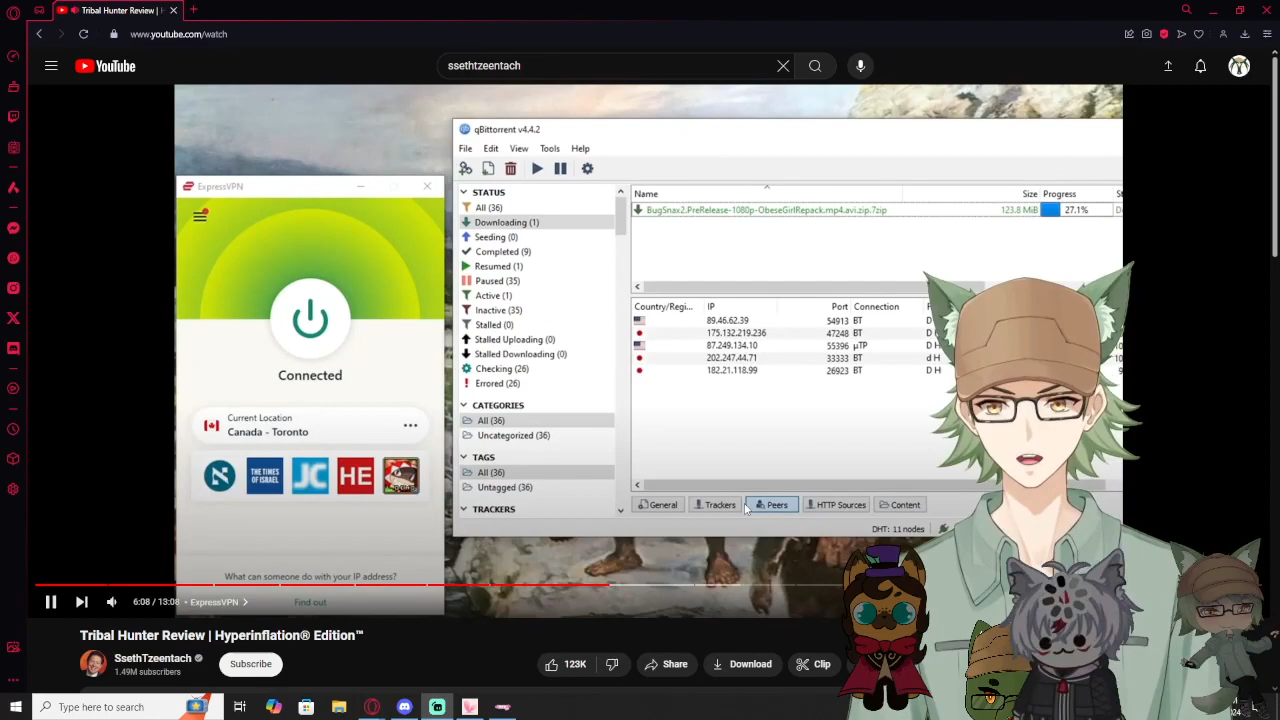 Tribal Hunter Review |
www.youtube.com/watch
YouTube
ssethtzeentach
qBittorrent v4.4.2
File Edit View Tools Help
ExpressVPN
STATUS
All (36)
Downloading (1)
Seeding (0)
Completed (9)
Resumed (1)
Paused (35)
Active (1)
Inactive (35)
Stalled (0)
Stalled Uploading (0)
Stalled Downloading (0)
Checking (26)
Errored (26)
CATEGORIES
All (36)
Uncategorized (36)
TAGS
All (36)
Untagged (36)
TRACKERS
Name Size Progress
BugSnax2.PreRelease-1080p-ObeseGirlRepack.mp4.avi.zip.7zip 123.8 MiB 27.1%
Country/Regi... IP Port Connection
89.46.62.39 54913 BT D H
175.132.219.236 47248 BT D H
87.249.134.10 55396 μTP D H
202.247.44.71 33333 BT d H
182.21.118.99 26923 BT D H
General Trackers Peers HTTP Sources Content
DHT: 11 nodes
Connected
Current Location
Canada - Toronto
THE TIMES
OF ISRAEL
JC
HE
What can someone do with your IP address?
Find out
6:08 / 13:08 • ExpressVPN
Tribal Hunter Review | Hyperinflation® Edition™
SsethTzeentach
1.49M subscribers
Subscribe
123K
Share
Download
Clip
Type here to search